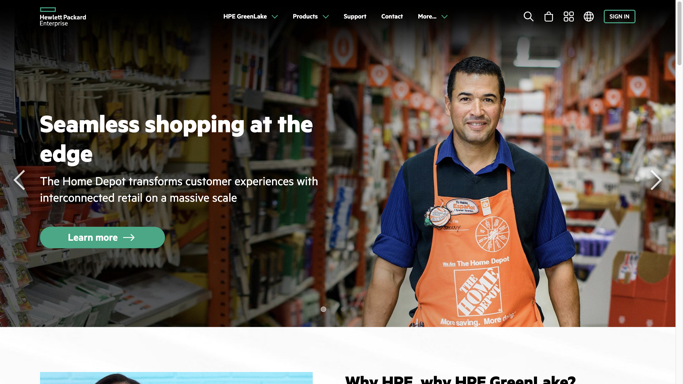 Hewlett Packard
Enterprise
HPE GreenLake
Products
Support
Contact
More...
SIGN IN
Seamless shopping at the
edge
The Home Depot transforms customer experiences with
interconnected retail on a massive scale
Learn more
Español
The Home Depot
THE
HOME
DEPOT
More saving. More
Why HPE, why HPE GreenLake?